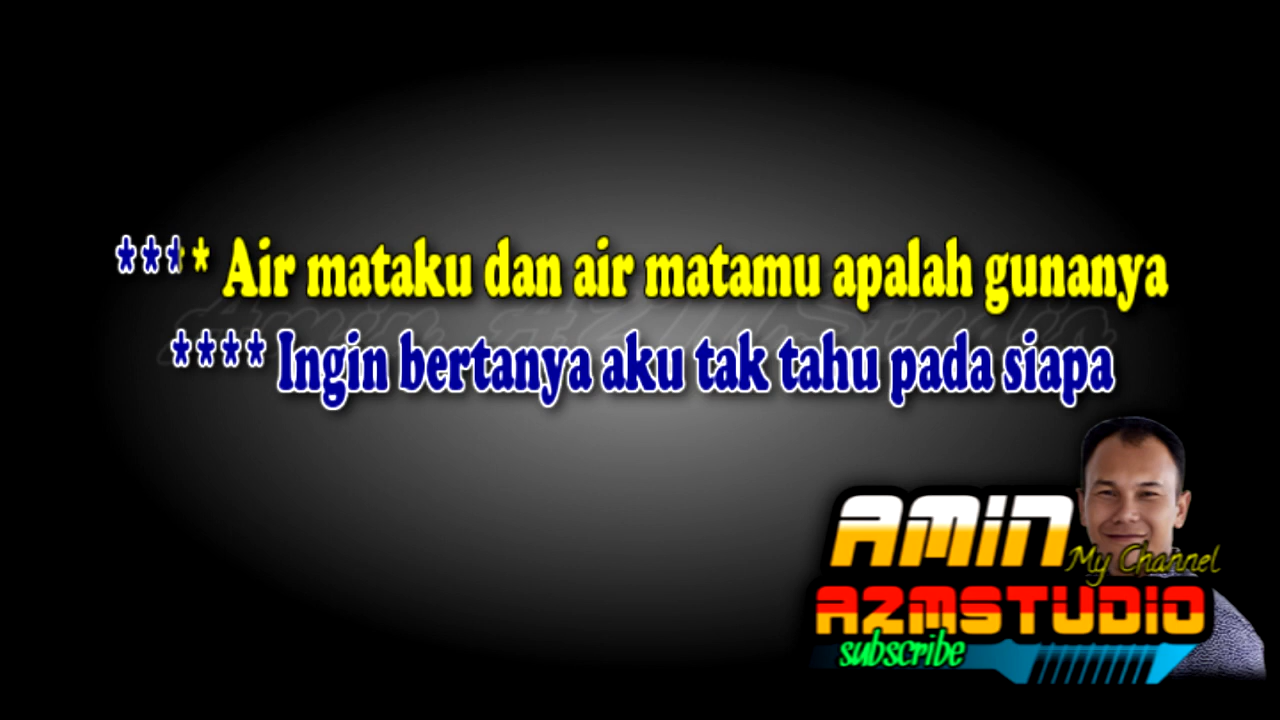 **** Air mataku dan air matamu apalah gunanya
**** Ingin bertanya aku tak tahu pada siapa
AMiN
My Channel
AZMSTUDiO
subscribe